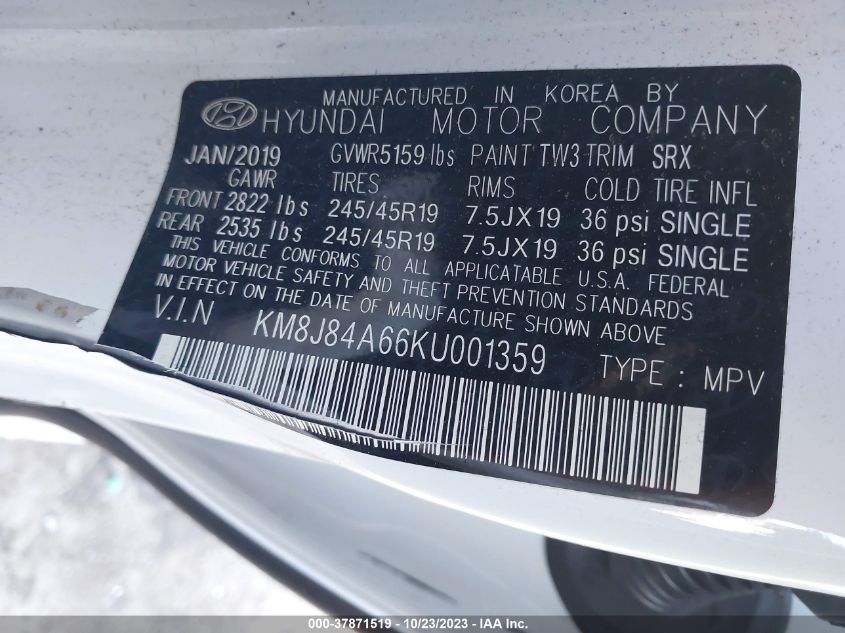 MANUFACTURED IN KOREA BY
HYUNDAI MOTOR COMPANY
JAN/2019 GVWR5159 lbs PAINT TW3 TRIM SRX
GAWR TIRES RIMS COLD TIRE INFL
FRONT 2822 lbs 245/45R19 7.5JX19 36 psi SINGLE
REAR 2535 lbs 245/45R19 7.5JX19 36 psi SINGLE
THIS VEHICLE CONFORMS TO ALL APPLICATABLE U.S.A. FEDERAL
MOTOR VEHICLE SAFETY AND THEFT PREVENTION STANDARDS
IN EFFECT ON THE DATE OF MANUFACTURE SHOWN ABOVE
V.I.N KM8J84A66KU001359
TYPE : MPV
000-37871519 - 10/23/2023 - IAAI Inc.